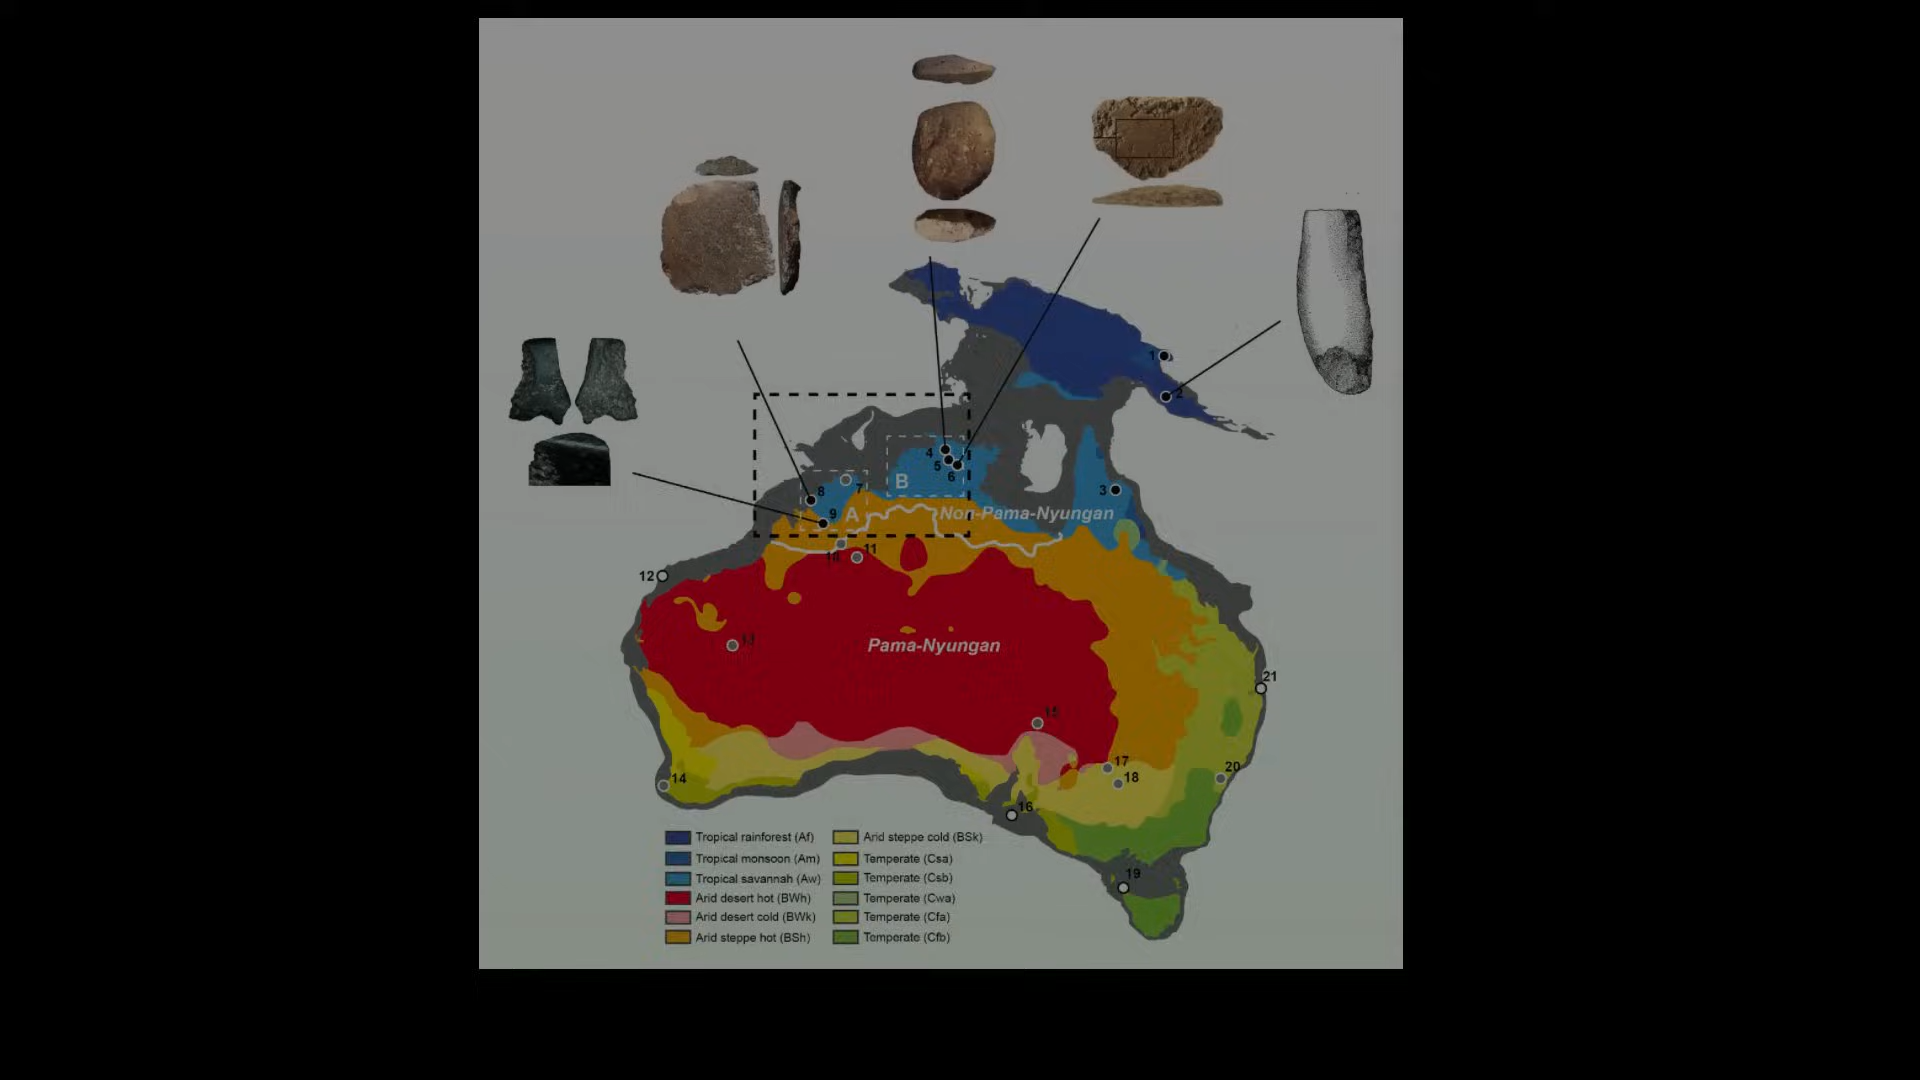 1
2
4
5
6
B
7
8
3
9
A
Non-Pama-Nyungan
10
11
12
13
Pama-Nyungan
21
15
17
14
18
20
16
19
Tropical rainforest (Af)
Tropical monsoon (Am)
Tropical savannah (Aw)
Arid desert hot (BWh)
Arid desert cold (BWk)
Arid steppe hot (BSh)
Arid steppe cold (BSk)
Temperate (Csa)
Temperate (Csb)
Temperate (Cwa)
Temperate (Cfa)
Temperate (Cfb)